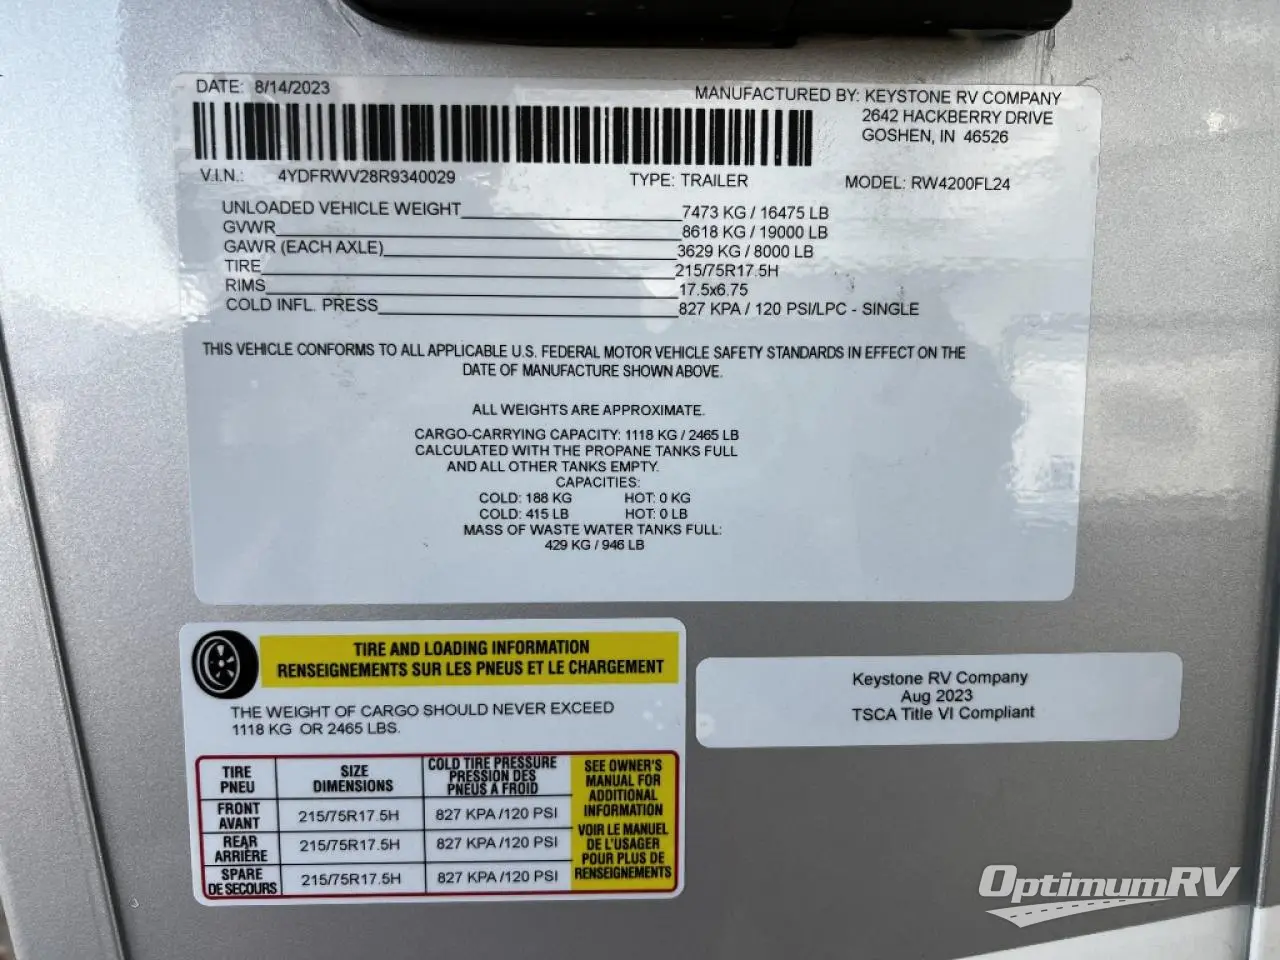 DATE: 8/14/2023
MANUFACTURED BY: KEYSTONE RV COMPANY
2642 HACKBERRY DRIVE
GOSHEN, IN 46526
V.I.N.: 4YDFRWV28R9340029 TYPE: TRAILER MODEL: RW4200FL24
UNLOADED VEHICLE WEIGHT 7473 KG / 16475 LB
GVWR 8618 KG / 19000 LB
GAWR (EACH AXLE) 3629 KG / 8000 LB
TIRE 215/75R17.5H
RIMS 17.5x6.75
COLD INFL. PRESS 827 KPA / 120 PSI/LPC - SINGLE
THIS VEHICLE CONFORMS TO ALL APPLICABLE U.S. FEDERAL MOTOR VEHICLE SAFETY STANDARDS IN EFFECT ON THE
DATE OF MANUFACTURE SHOWN ABOVE.
ALL WEIGHTS ARE APPROXIMATE.
CARGO-CARRYING CAPACITY: 1118 KG / 2465 LB
CALCULATED WITH THE PROPANE TANKS FULL
AND ALL OTHER TANKS EMPTY.
CAPACITIES:
COLD: 188 KG HOT: 0 KG
COLD: 415 LB HOT: 0 LB
MASS OF WASTE WATER TANKS FULL:
429 KG / 946 LB
TIRE AND LOADING INFORMATION
RENSEIGNEMENTS SUR LES PNEUS ET LE CHARGEMENT
THE WEIGHT OF CARGO SHOULD NEVER EXCEED
1118 KG OR 2465 LBS.
TIRE
PNEU
SIZE
DIMENSIONS
COLD TIRE PRESSURE
PRESSION DES
PNEUS A FROID
FRONT
AVANT
215/75R17.5H 827 KPA /120 PSI
REAR
ARRIÈRE
215/75R17.5H 827 KPA /120 PSI
SPARE
DE SECOURS
215/75R17.5H 827 KPA /120 PSI
SEE OWNER'S
MANUAL FOR
ADDITIONAL
INFORMATION
VOIR LE MANUEL
DE L'USAGER
POUR PLUS DE
RENSEIGNEMENTS
Keystone RV Company
Aug 2023
TSCA Title VI Compliant
OptimumRV